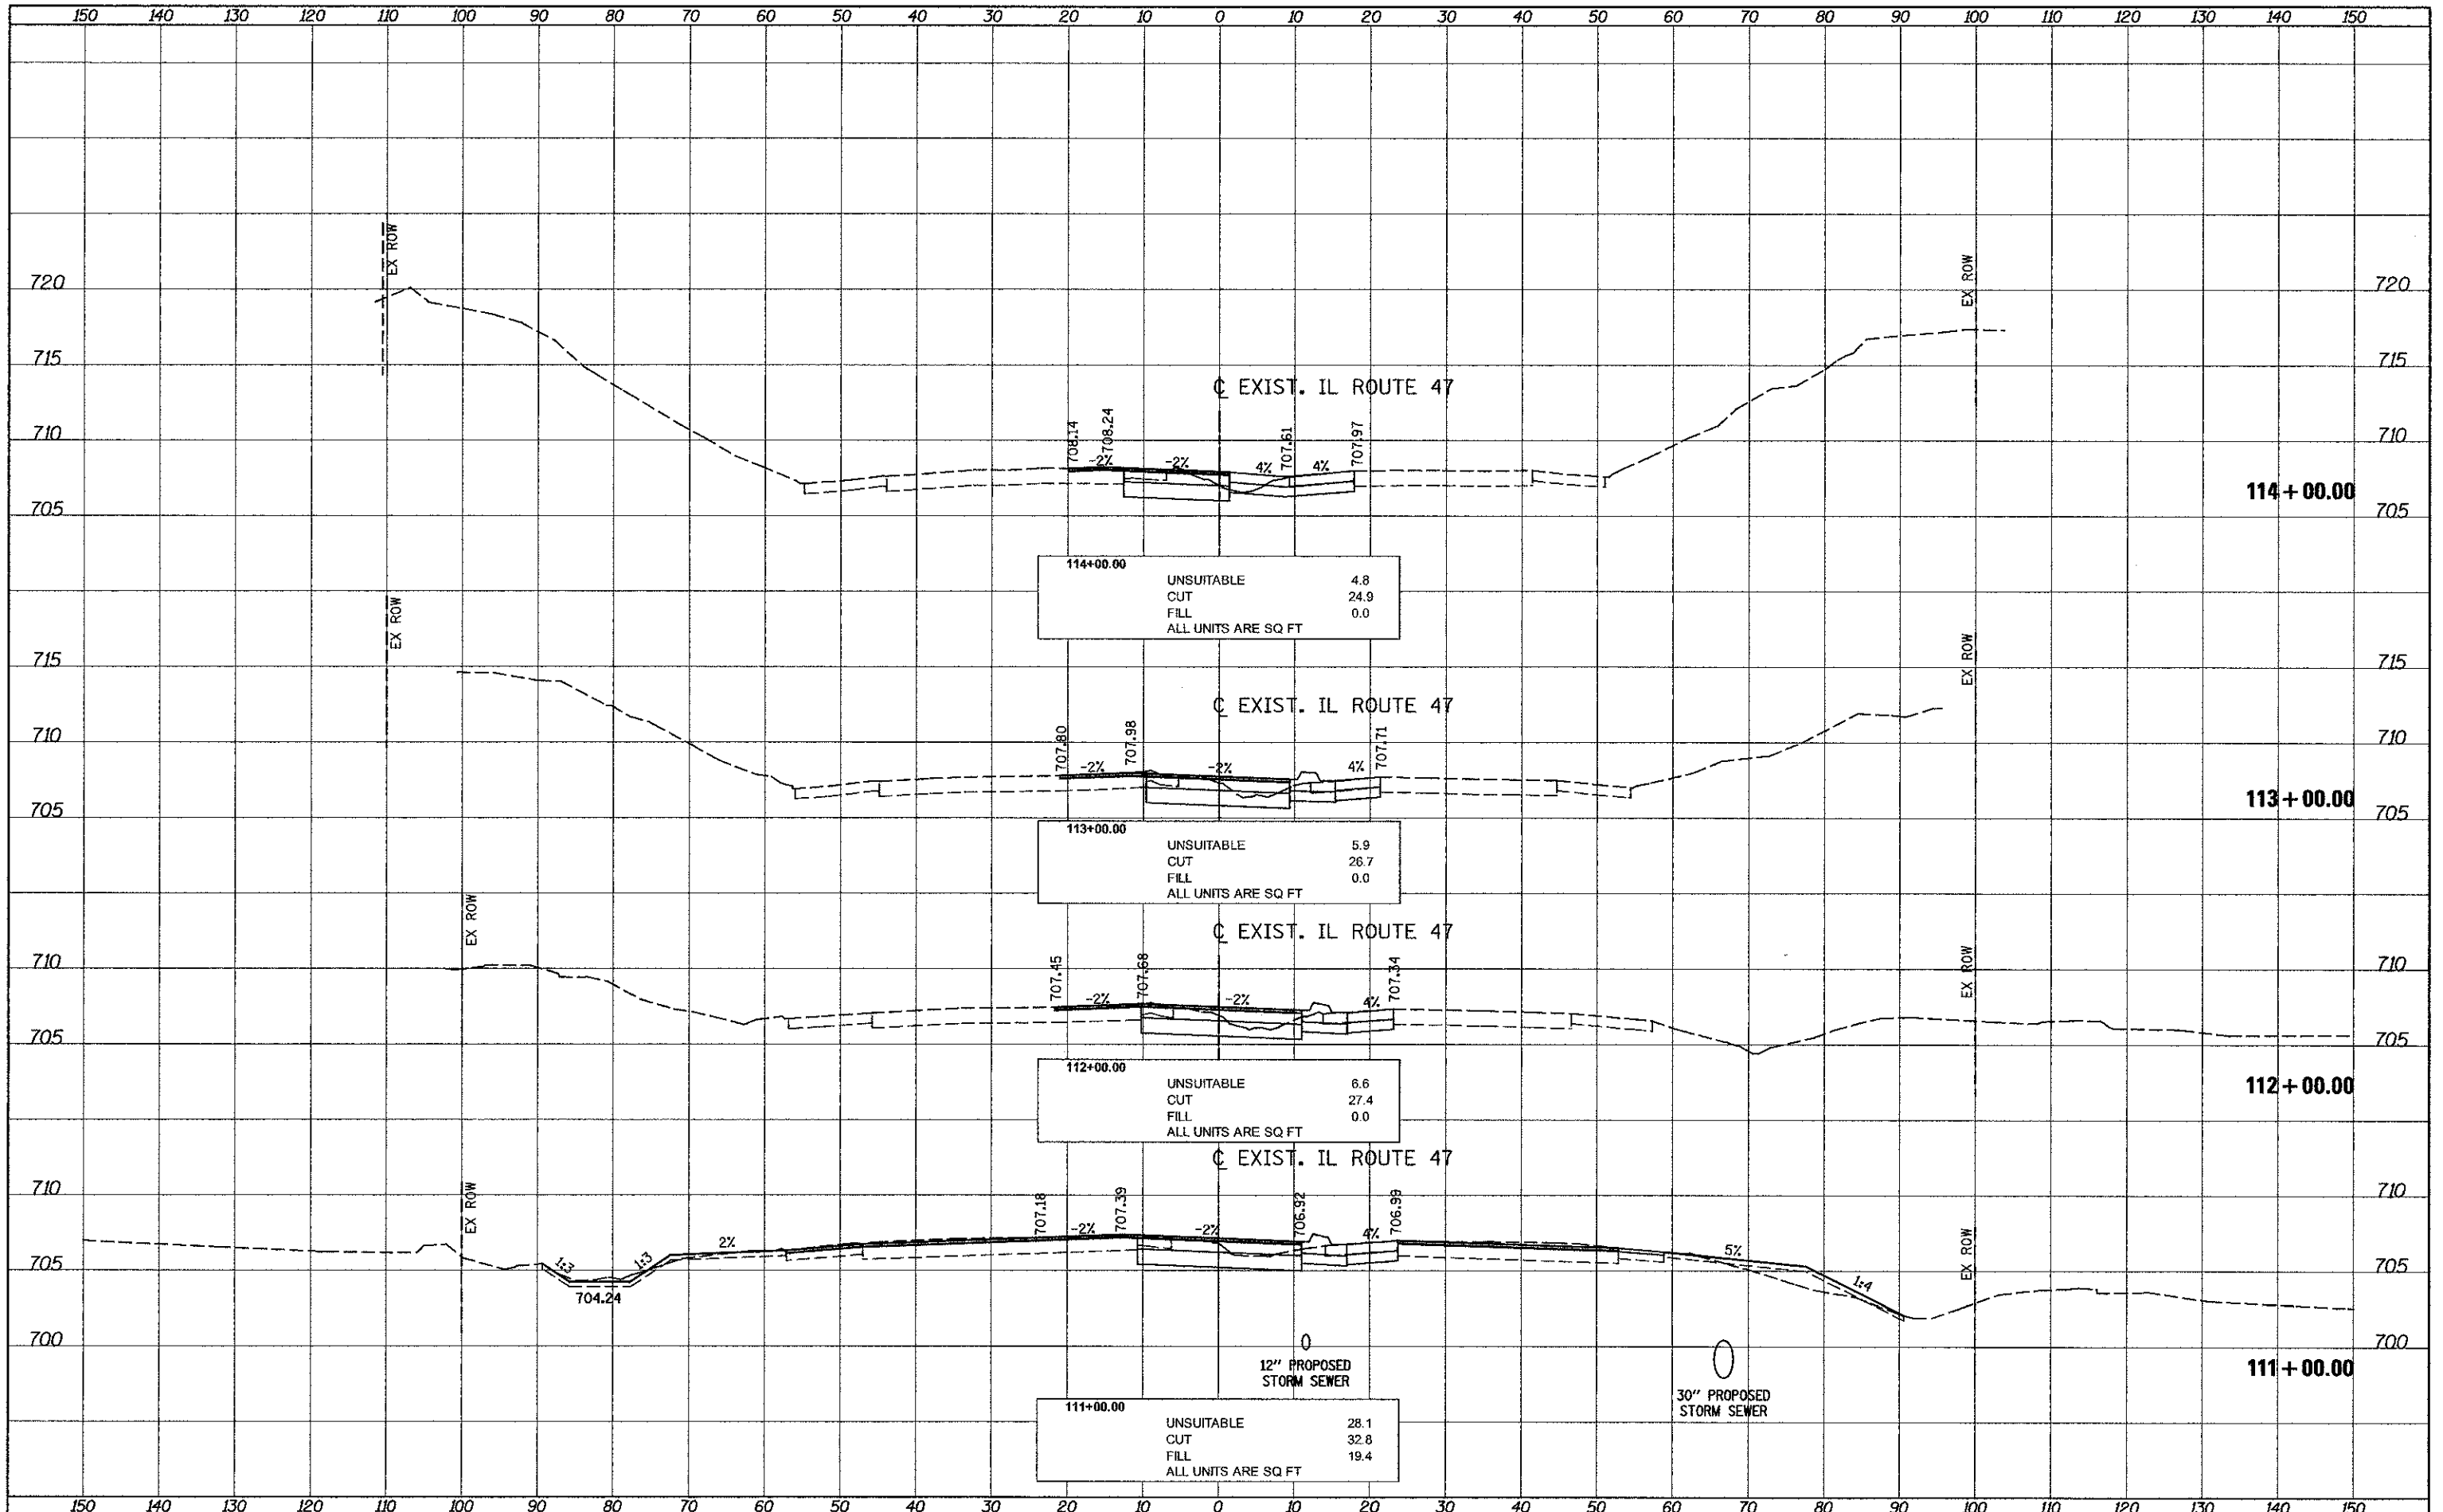 150 140 130 120 110 100 90 80 70 60 50 40 30 20 10 0 10 20 30 40 50 60 70 80 90 100 110 120 130 140 150
EX ROW
EX ROW
720 720
715 715
℄ EXIST. IL ROUTE 47
710 708.14 708.24 707.61 707.97 710
-2% -2% 4% 4%
114+00.00
705 705
114+00.00
UNSUITABLE 4.8
CUT 24.9
FILL 0.0
ALL UNITS ARE SQ FT
EX ROW
EX ROW
715 715
℄ EXIST. IL ROUTE 47
710 707.80 707.98 707.71 710
-2% -2% 4%
113+00.00
705 705
113+00.00
UNSUITABLE 5.9
CUT 26.7
FILL 0.0
ALL UNITS ARE SQ FT
EX ROW
℄ EXIST. IL ROUTE 47
EX ROW
710 707.45 707.68 707.34 710
-2% -2% 4%
705 705
112+00.00
112+00.00
UNSUITABLE 6.6
CUT 27.4
FILL 0.0
ALL UNITS ARE SQ FT
℄ EXIST. IL ROUTE 47
710 710
EX ROW 707.18 707.39 706.92 706.99 EX ROW
1:3 1:3 2% -2% -2% 4% 5% 1:4
705 705
704.24
700 700
12" PROPOSED
STORM SEWER
111+00.00
30" PROPOSED
STORM SEWER
111+00.00
UNSUITABLE 28.1
CUT 32.8
FILL 19.4
ALL UNITS ARE SQ FT
150 140 130 120 110 100 90 80 70 60 50 40 30 20 10 0 10 20 30 40 50 60 70 80 90 100 110 120 130 140 150